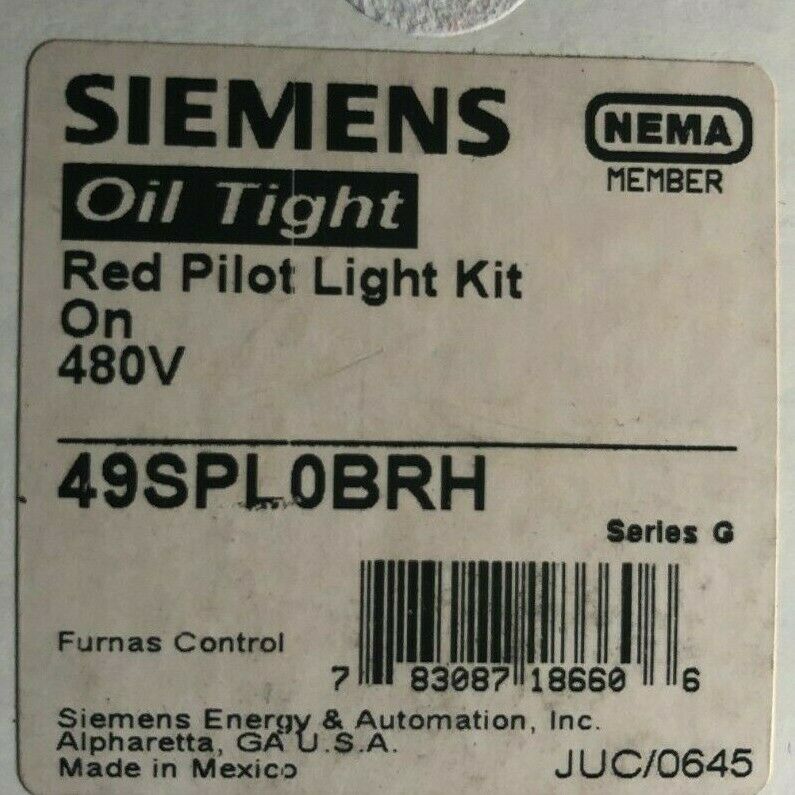 SIEMENS
NEMA
MEMBER
Oil Tight
Red Pilot Light Kit
On
480V
49SPL0BRH
Series G
Furnas Control
7 83087 18660 6
Siemens Energy & Automation, Inc.
Alpharetta, GA U.S.A.
Made in Mexico
JUC/0645